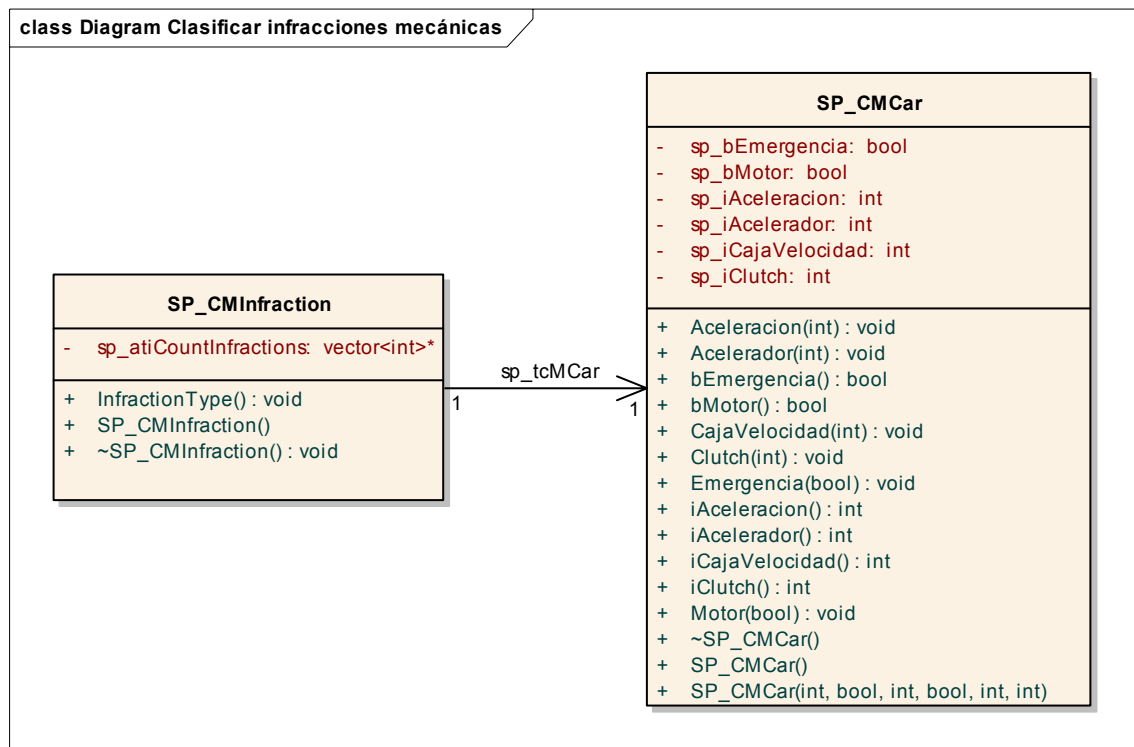 class Diagram Clasificar infracciones mecánicas
SP_CMInfraction
- sp_atiCountInfractions: vector<int>*
+ InfractionType() : void
+ SP_CMInfraction()
+ ~SP_CMInfraction() : void
sp_tcMCar
1
1
SP_CMCar
- sp_bEmergencia: bool
- sp_bMotor: bool
- sp_iAceleracion: int
- sp_iAcelerador: int
- sp_iCajaVelocidad: int
- sp_iClutch: int
+ Aceleracion(int) : void
+ Acelerador(int) : void
+ bEmergencia() : bool
+ bMotor() : bool
+ CajaVelocidad(int) : void
+ Clutch(int) : void
+ Emergencia(bool) : void
+ iAceleracion() : int
+ iAcelerador() : int
+ iCajaVelocidad() : int
+ iClutch() : int
+ Motor(bool) : void
+ ~SP_CMCar()
+ SP_CMCar()
+ SP_CMCar(int, bool, int, bool, int, int)